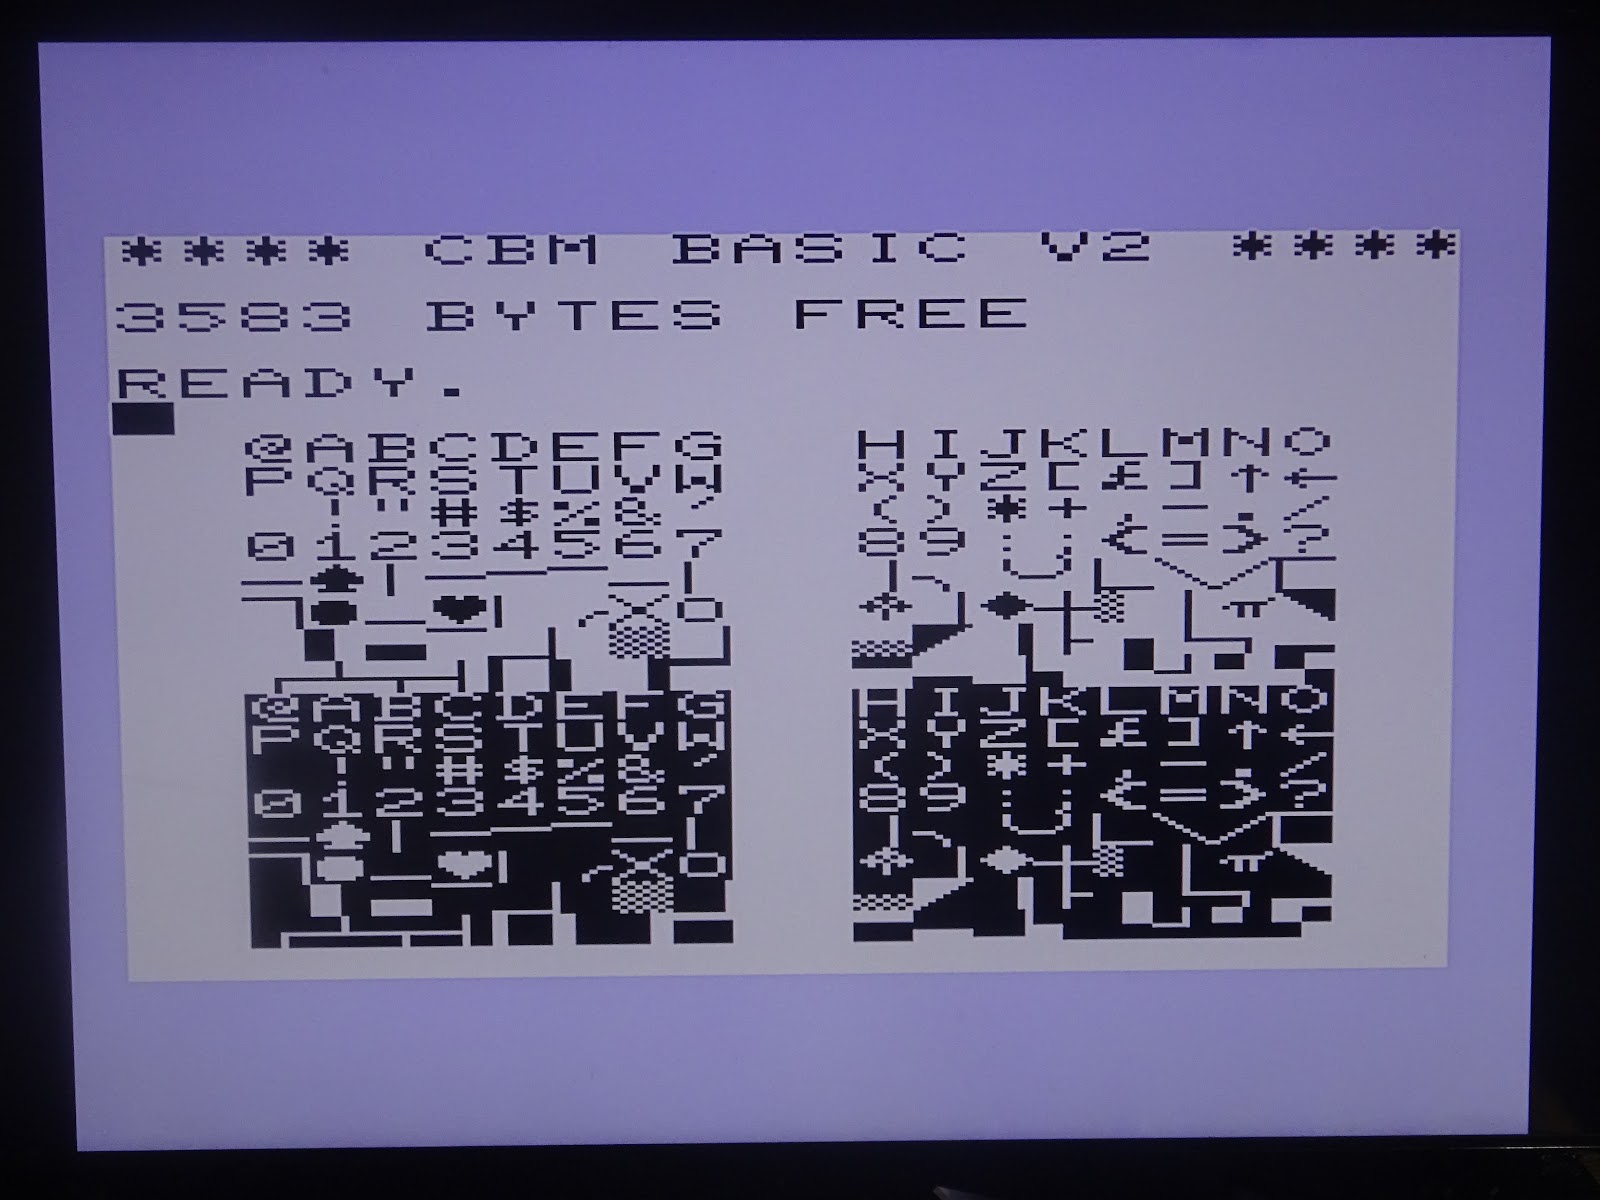 **** CBM BASIC V2 ****
3583 BYTES FREE
READY.
@ABCDEFG HIJKLMNO
PQRSTUVW XYZ[£]↑←
 !"#$%&' ()*+,-./
01234567 89:;<=>?
@ABCDEFG HIJKLMNO
PQRSTUVW XYZ[£]↑←
 !"#$%&' ()*+,-./
01234567 89:;<=>?